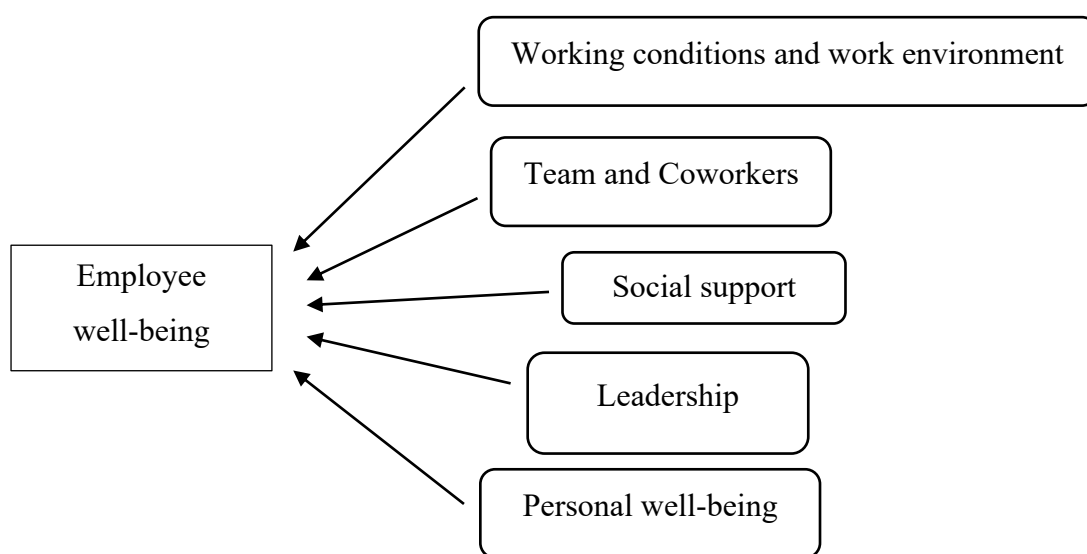 Working conditions and work environment
Team and Coworkers
Employee
well-being
Social support
Leadership
Personal well-being